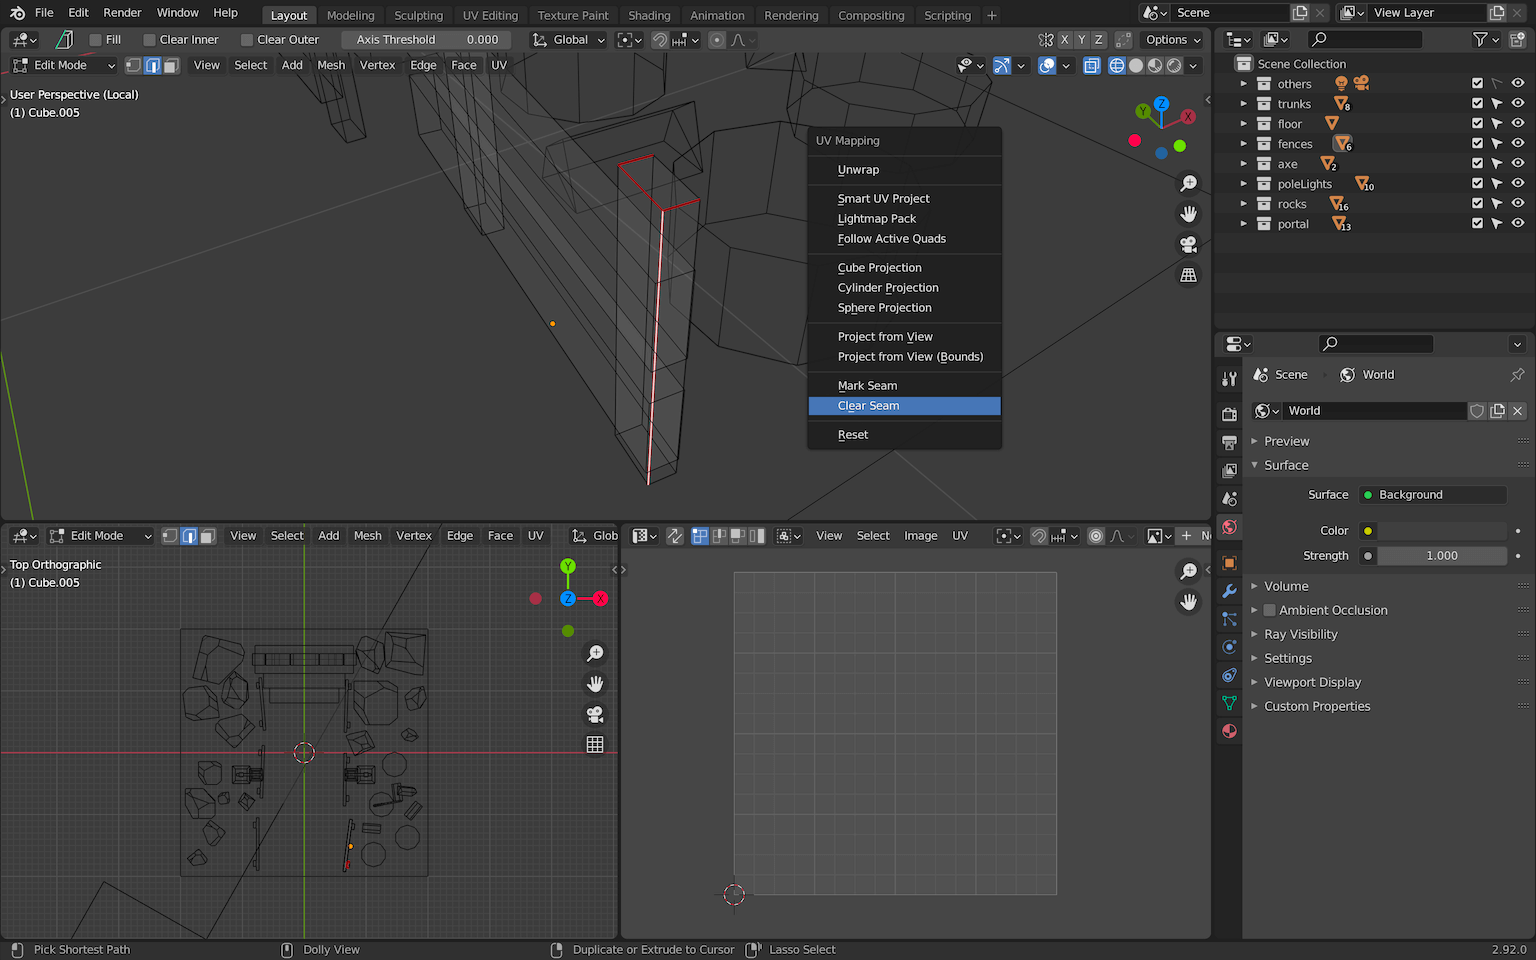 File Edit Render Window Help Layout Modeling Sculpting UV Editing Texture Paint Shading Animation Rendering Compositing Scripting + Scene View Layer
Fill Clear Inner Clear Outer Axis Threshold 0.000 Global X Y Z Options
Edit Mode View Select Add Mesh Vertex Edge Face UV
User Perspective (Local)
(1) Cube.005
Z
Y
X
UV Mapping
Unwrap
Smart UV Project
Lightmap Pack
Follow Active Quads
Cube Projection
Cylinder Projection
Sphere Projection
Project from View
Project from View (Bounds)
Mark Seam
Clear Seam
Reset
Scene Collection
others
trunks 8
floor
fences 6
axe 2
poleLights 10
rocks 16
portal 13
Scene World
World
Preview
Surface
Surface Background
Color
Strength 1.000
Volume
Ambient Occlusion
Ray Visibility
Settings
Viewport Display
Custom Properties
Edit Mode View Select Add Mesh Vertex Edge Face UV Glob
Top Orthographic
(1) Cube.005
Y
Z X
View Select Image UV + N
Pick Shortest Path Dolly View Duplicate or Extrude to Cursor Lasso Select 2.92.0